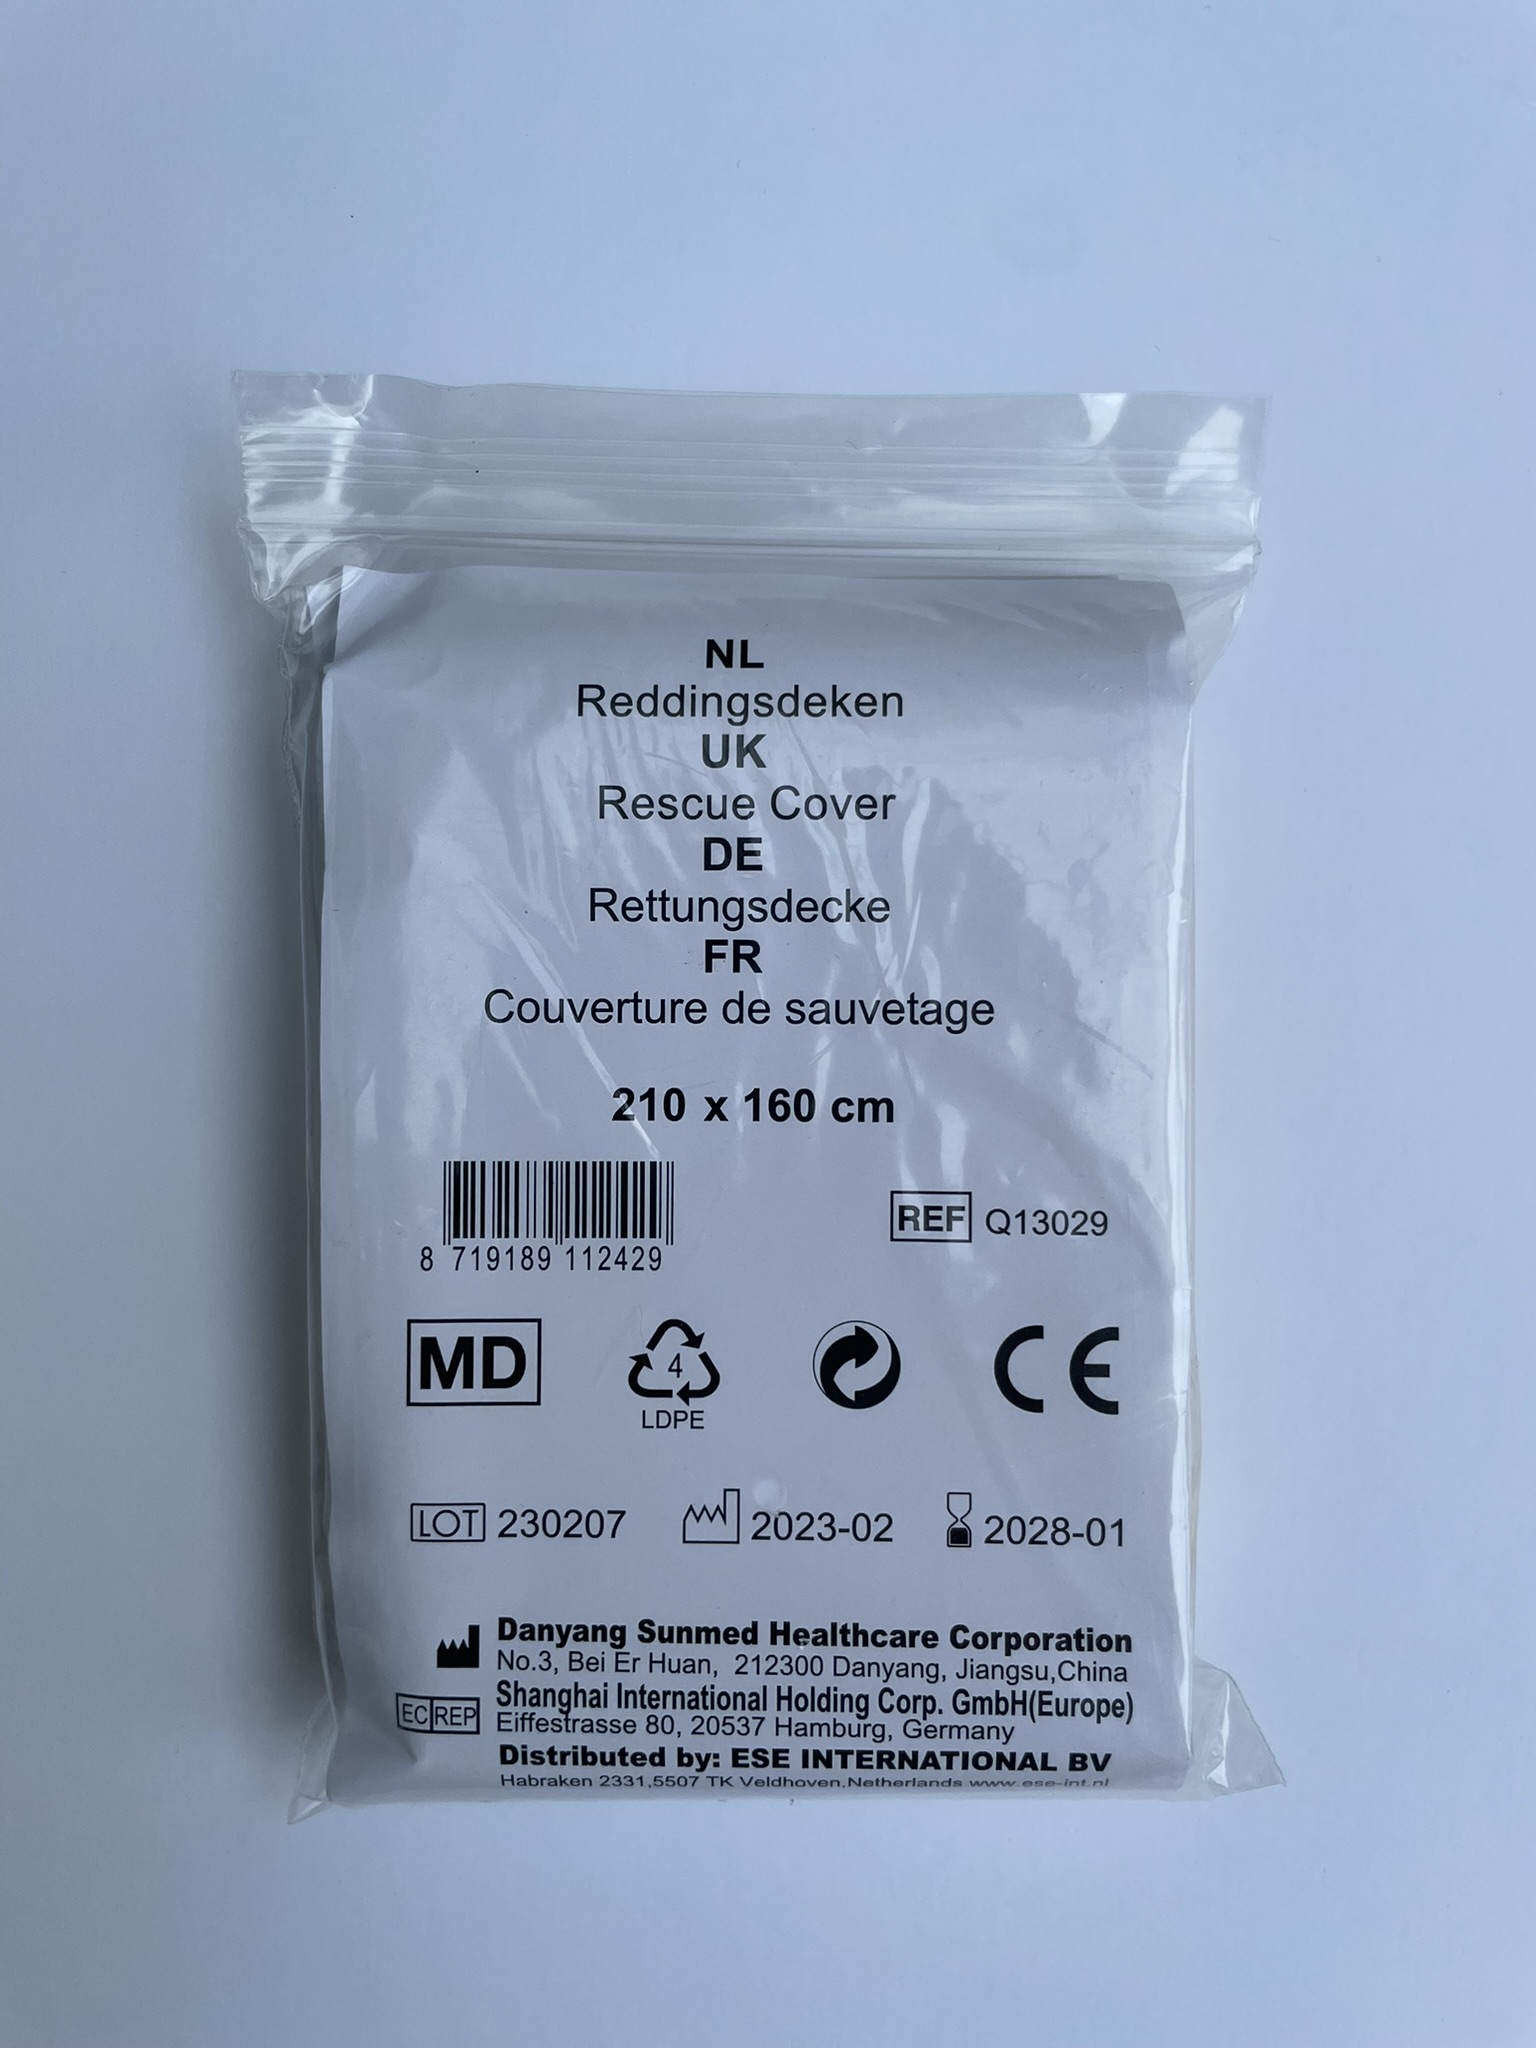 NL
Reddingsdeken
UK
Rescue Cover
DE
Rettungsdecke
FR
Couverture de sauvetage
210 x 160 cm
8 719189 112429
REF Q13029
MD
4
LDPE
CE
LOT 230207 2023-02 2028-01
Danyang Sunmed Healthcare Corporation
No.3, Bei Er Huan, 212300 Danyang, Jiangsu,China
EC REP Shanghai International Holding Corp. GmbH(Europe)
Eiffestrasse 80, 20537 Hamburg, Germany
Distributed by: ESE INTERNATIONAL BV
Habraken 2331,5507 TK Veldhoven,Netherlands www.ese-int.nl